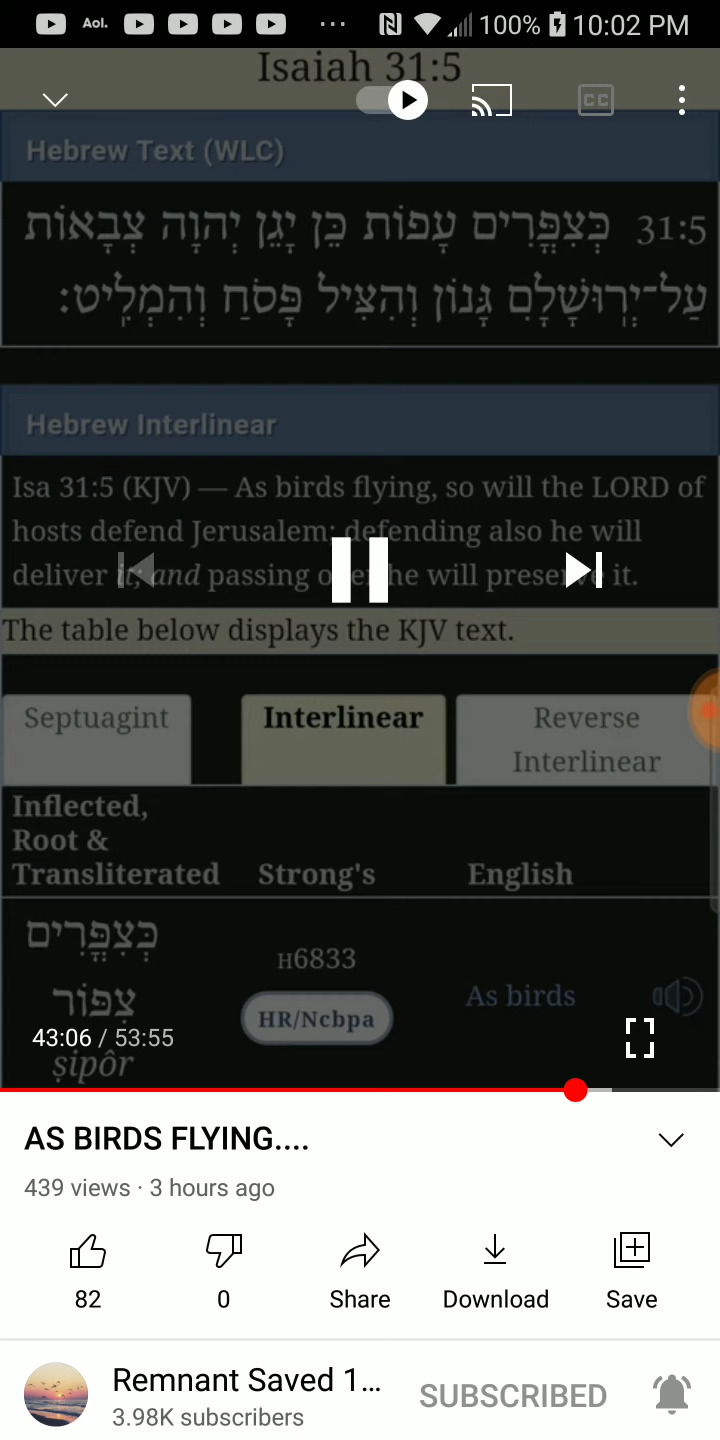 Aol. ... 100% 10:02 PM
Isaiah 31:5
CC
Hebrew Text (WLC)
31:5 כְּצִפֳּרִים עָפוֹת כֵּן יָגֵן יְהוָה צְבָאוֹת
עַל־יְרֽוּשָׁלָ͏ִם גָּנוֹן וְהִצִּיל פָּסֹחַ וְהִמְלִֽיט׃
Hebrew Interlinear
Isa 31:5 (KJV) — As birds flying, so will the LORD of
hosts defend Jerusalem; defending also he will
deliver it; and passing over he will preserve it.
The table below displays the KJV text.
Septuagint Interlinear Reverse
Interlinear
Inflected,
Root &
Transliterated Strong's English
כְּצִפֳּרִים
צִפּוֹר
ṣipôr
H6833
HR/Ncbpa
As birds
43:06 / 53:55
AS BIRDS FLYING....
439 views · 3 hours ago
82 0 Share Download Save
Remnant Saved 1... SUBSCRIBED
3.98K subscribers